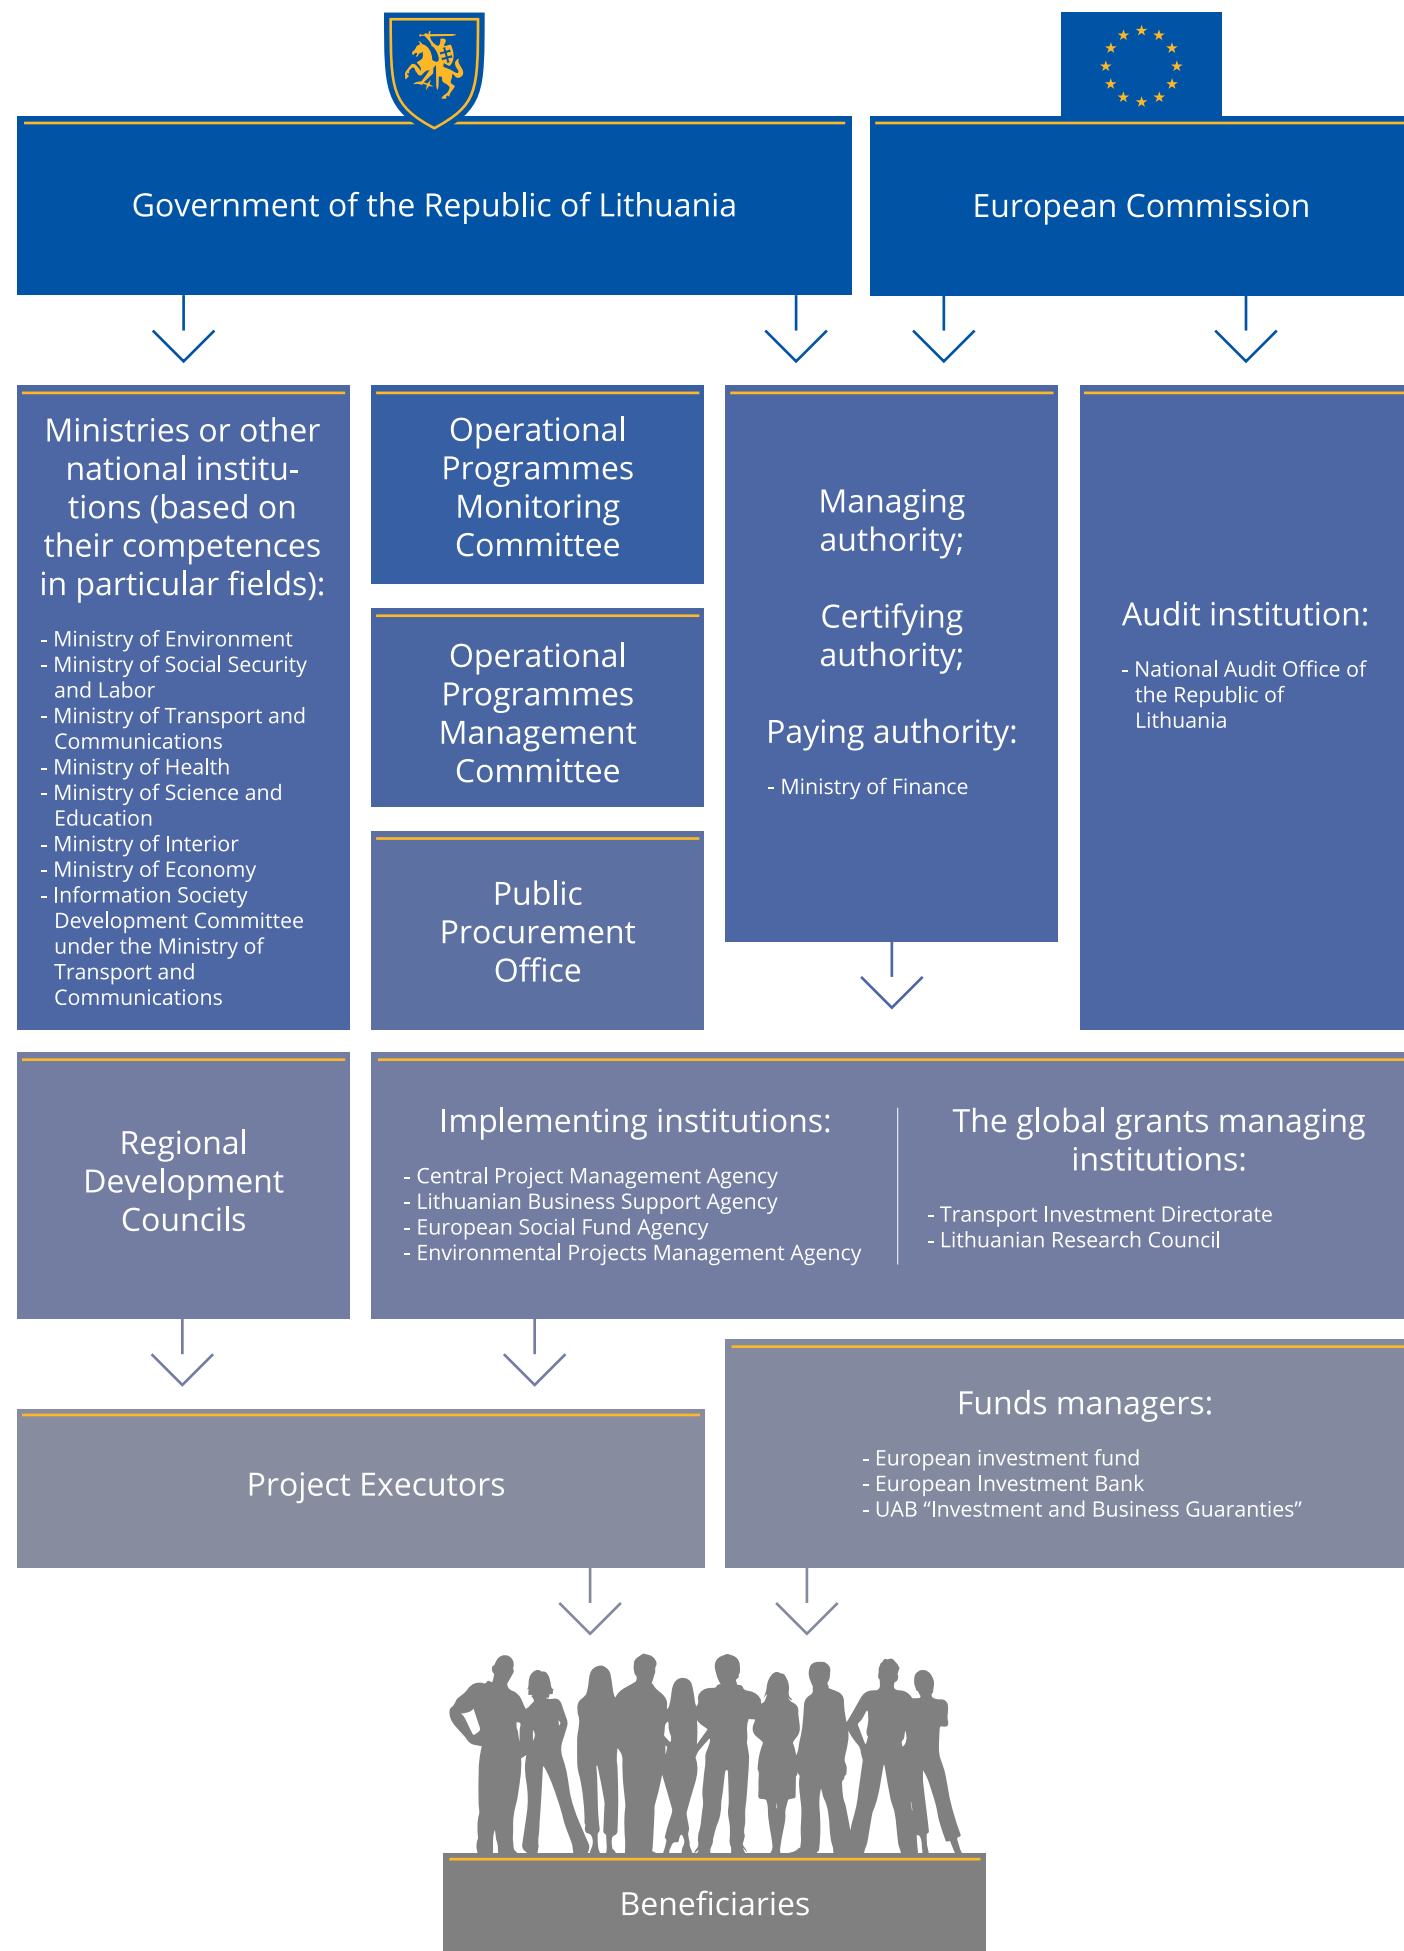 Government of the Republic of Lithuania
European Commission
Ministries or other
national institu-
tions (based on
their competences
in particular fields):
- Ministry of Environment
- Ministry of Social Security
and Labor
- Ministry of Transport and
Communications
- Ministry of Health
- Ministry of Science and
Education
- Ministry of Interior
- Ministry of Economy
- Information Society
Development Committee
under the Ministry of
Transport and
Communications
Operational
Programmes
Monitoring
Committee
Operational
Programmes
Management
Committee
Public
Procurement
Office
Managing
authority;
Certifying
authority;
Paying authority:
- Ministry of Finance
Audit institution:
- National Audit Office of
the Republic of
Lithuania
Regional
Development
Councils
Implementing institutions:
- Central Project Management Agency
- Lithuanian Business Support Agency
- European Social Fund Agency
- Environmental Projects Management Agency
The global grants managing
institutions:
- Transport Investment Directorate
- Lithuanian Research Council
Project Executors
Funds managers:
- European investment fund
- European Investment Bank
- UAB “Investment and Business Guaranties”
Beneficiaries